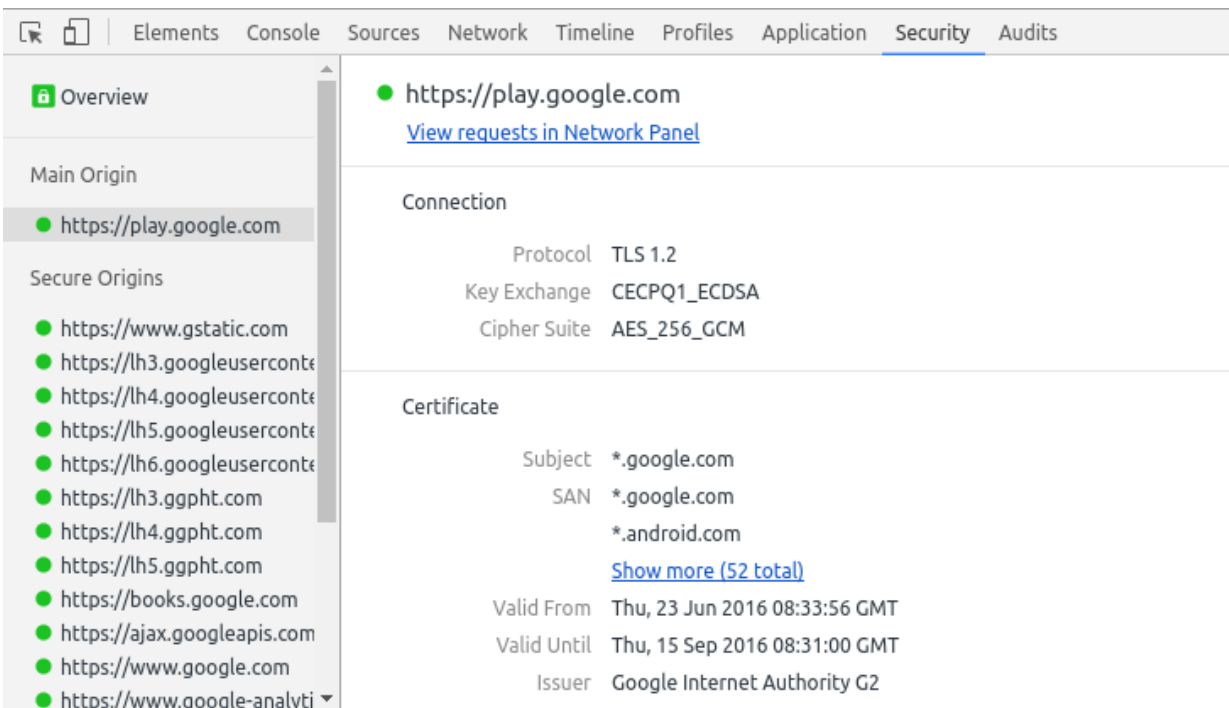 Elements Console Sources Network Timeline Profiles Application Security Audits
Overview
Main Origin
https://play.google.com
Secure Origins
https://www.gstatic.com
https://lh3.googleuserconte
https://lh4.googleuserconte
https://lh5.googleuserconte
https://lh6.googleuserconte
https://lh3.ggpht.com
https://lh4.ggpht.com
https://lh5.ggpht.com
https://books.google.com
https://ajax.googleapis.com
https://www.google.com
https://www.google-analyti
https://play.google.com
View requests in Network Panel
Connection
Protocol TLS 1.2
Key Exchange CECPQ1_ECDSA
Cipher Suite AES_256_GCM
Certificate
Subject *.google.com
SAN *.google.com
*.android.com
Show more (52 total)
Valid From Thu, 23 Jun 2016 08:33:56 GMT
Valid Until Thu, 15 Sep 2016 08:31:00 GMT
Issuer Google Internet Authority G2